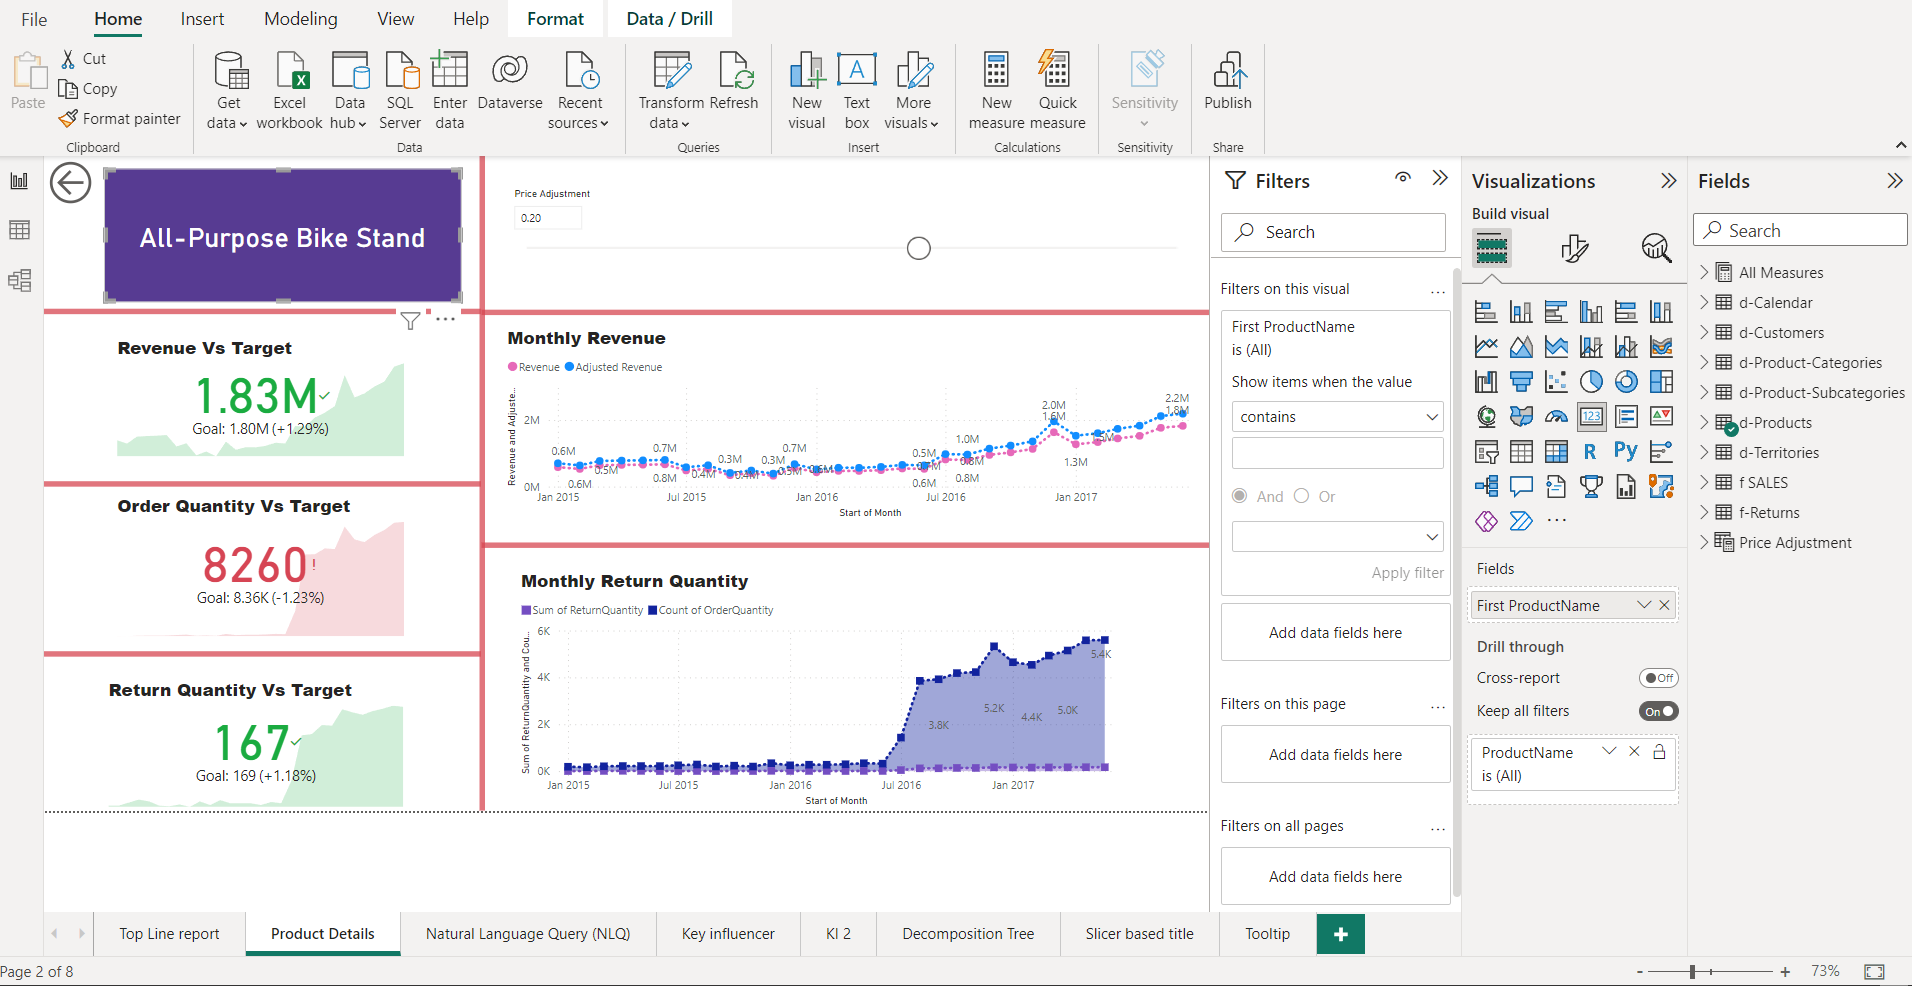 File Home Insert Modeling View Help Format Data / Drill
Paste
Cut
Copy
Format painter
Clipboard
Get data
Excel workbook
Data hub
SQL Server
Enter data
Dataverse
Recent sources
Data
Transform data
Refresh
Queries
New visual
Text box
More visuals
Insert
New measure
Quick measure
Calculations
Sensitivity
Sensitivity
Publish
Share
All-Purpose Bike Stand
Price Adjustment
0.20
Revenue Vs Target
1.83M
Goal: 1.80M (+1.29%)
Order Quantity Vs Target
8260!
Goal: 8.36K (-1.23%)
Return Quantity Vs Target
167
Goal: 169 (+1.18%)
Monthly Revenue
Revenue Adjusted Revenue
Revenue and Adjuste...
2M
0M
0.6M
0.6M
0.5M
0.7M
0.8M
0.4M
0.3M
0.4M
0.3M
0.7M
0.5M
0.6M
1.0M
0.8M
2.0M
1.6M
1.3M
2.2M
1.8M
Jan 2015 Jul 2015 Jan 2016 Jul 2016 Jan 2017
Start of Month
Monthly Return Quantity
Sum of ReturnQuantity Count of OrderQuantity
Sum of ReturnQuantity and Cou...
6K
4K
2K
0K
3.8K
5.2K
4.4K
5.0K
5.4K
Jan 2015 Jul 2015 Jan 2016 Jul 2016 Jan 2017
Start of Month
Filters
Search
Filters on this visual ...
First ProductName
is (All)
Show items when the value
contains
And Or
Apply filter
Add data fields here
Filters on this page ...
Add data fields here
Filters on all pages ...
Add data fields here
Visualizations
Build visual
123
R Py
...
Fields
First ProductName
Drill through
Cross-report Off
Keep all filters On
ProductName
is (All)
Fields
Search
All Measures
d-Calendar
d-Customers
d-Product-Categories
d-Product-Subcategories
d-Products
d-Territories
f SALES
f-Returns
Price Adjustment
Top Line report Product Details Natural Language Query (NLQ) Key influencer KI 2 Decomposition Tree Slicer based title Tooltip +
Page 2 of 8
- + 73%